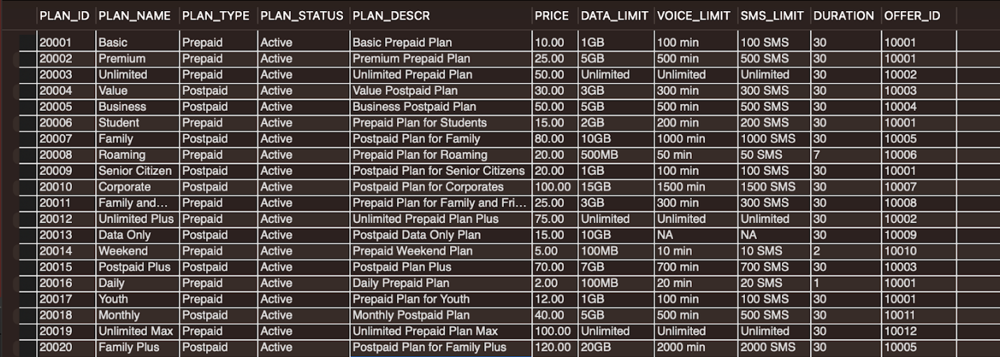 PLAN_ID PLAN_NAME PLAN_TYPE PLAN_STATUS PLAN_DESCR PRICE DATA_LIMIT VOICE_LIMIT SMS_LIMIT DURATION OFFER_ID
20001 Basic Prepaid Active Basic Prepaid Plan 10.00 1GB 100 min 100 SMS 30 10001
20002 Premium Prepaid Active Premium Prepaid Plan 25.00 5GB 500 min 500 SMS 30 10001
20003 Unlimited Prepaid Active Unlimited Prepaid Plan 50.00 Unlimited Unlimited Unlimited 30 10002
20004 Value Postpaid Active Value Postpaid Plan 30.00 3GB 300 min 300 SMS 30 10003
20005 Business Postpaid Active Business Postpaid Plan 50.00 5GB 500 min 500 SMS 30 10004
20006 Student Prepaid Active Prepaid Plan for Students 15.00 2GB 200 min 200 SMS 30 10001
20007 Family Postpaid Active Postpaid Plan for Family 80.00 10GB 1000 min 1000 SMS 30 10005
20008 Roaming Prepaid Active Prepaid Plan for Roaming 20.00 500MB 50 min 50 SMS 7 10006
20009 Senior Citizen Postpaid Active Postpaid Plan for Senior Citizens 20.00 1GB 100 min 100 SMS 30 10001
20010 Corporate Postpaid Active Postpaid Plan for Corporates 100.00 15GB 1500 min 1500 SMS 30 10007
20011 Family and... Prepaid Active Prepaid Plan for Family and Fri... 25.00 3GB 300 min 300 SMS 30 10008
20012 Unlimited Plus Prepaid Active Unlimited Prepaid Plan Plus 75.00 Unlimited Unlimited Unlimited 30 10002
20013 Data Only Postpaid Active Postpaid Data Only Plan 15.00 10GB NA NA 30 10009
20014 Weekend Prepaid Active Prepaid Weekend Plan 5.00 100MB 10 min 10 SMS 2 10010
20015 Postpaid Plus Postpaid Active Postpaid Plan Plus 70.00 7GB 700 min 700 SMS 30 10003
20016 Daily Prepaid Active Daily Prepaid Plan 2.00 100MB 20 min 20 SMS 1 10001
20017 Youth Prepaid Active Prepaid Plan for Youth 12.00 1GB 100 min 100 SMS 30 10001
20018 Monthly Postpaid Active Monthly Postpaid Plan 40.00 5GB 500 min 500 SMS 30 10011
20019 Unlimited Max Prepaid Active Unlimited Prepaid Plan Max 100.00 Unlimited Unlimited Unlimited 30 10012
20020 Family Plus Postpaid Active Postpaid Plan for Family Plus 120.00 20GB 2000 min 2000 SMS 30 10005